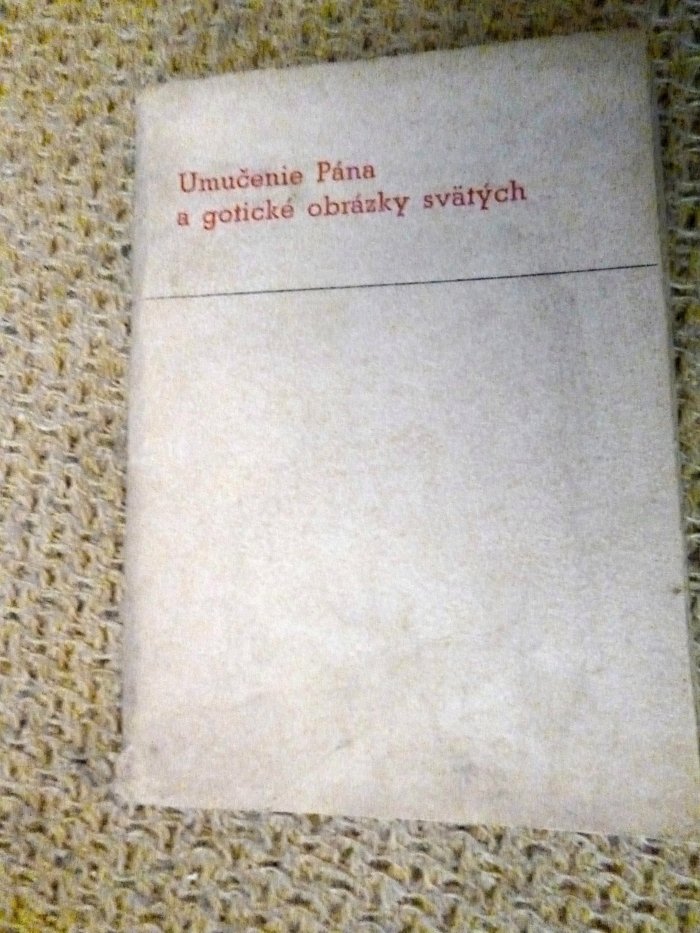 Umučenie Pána
a gotické obrázky svätých